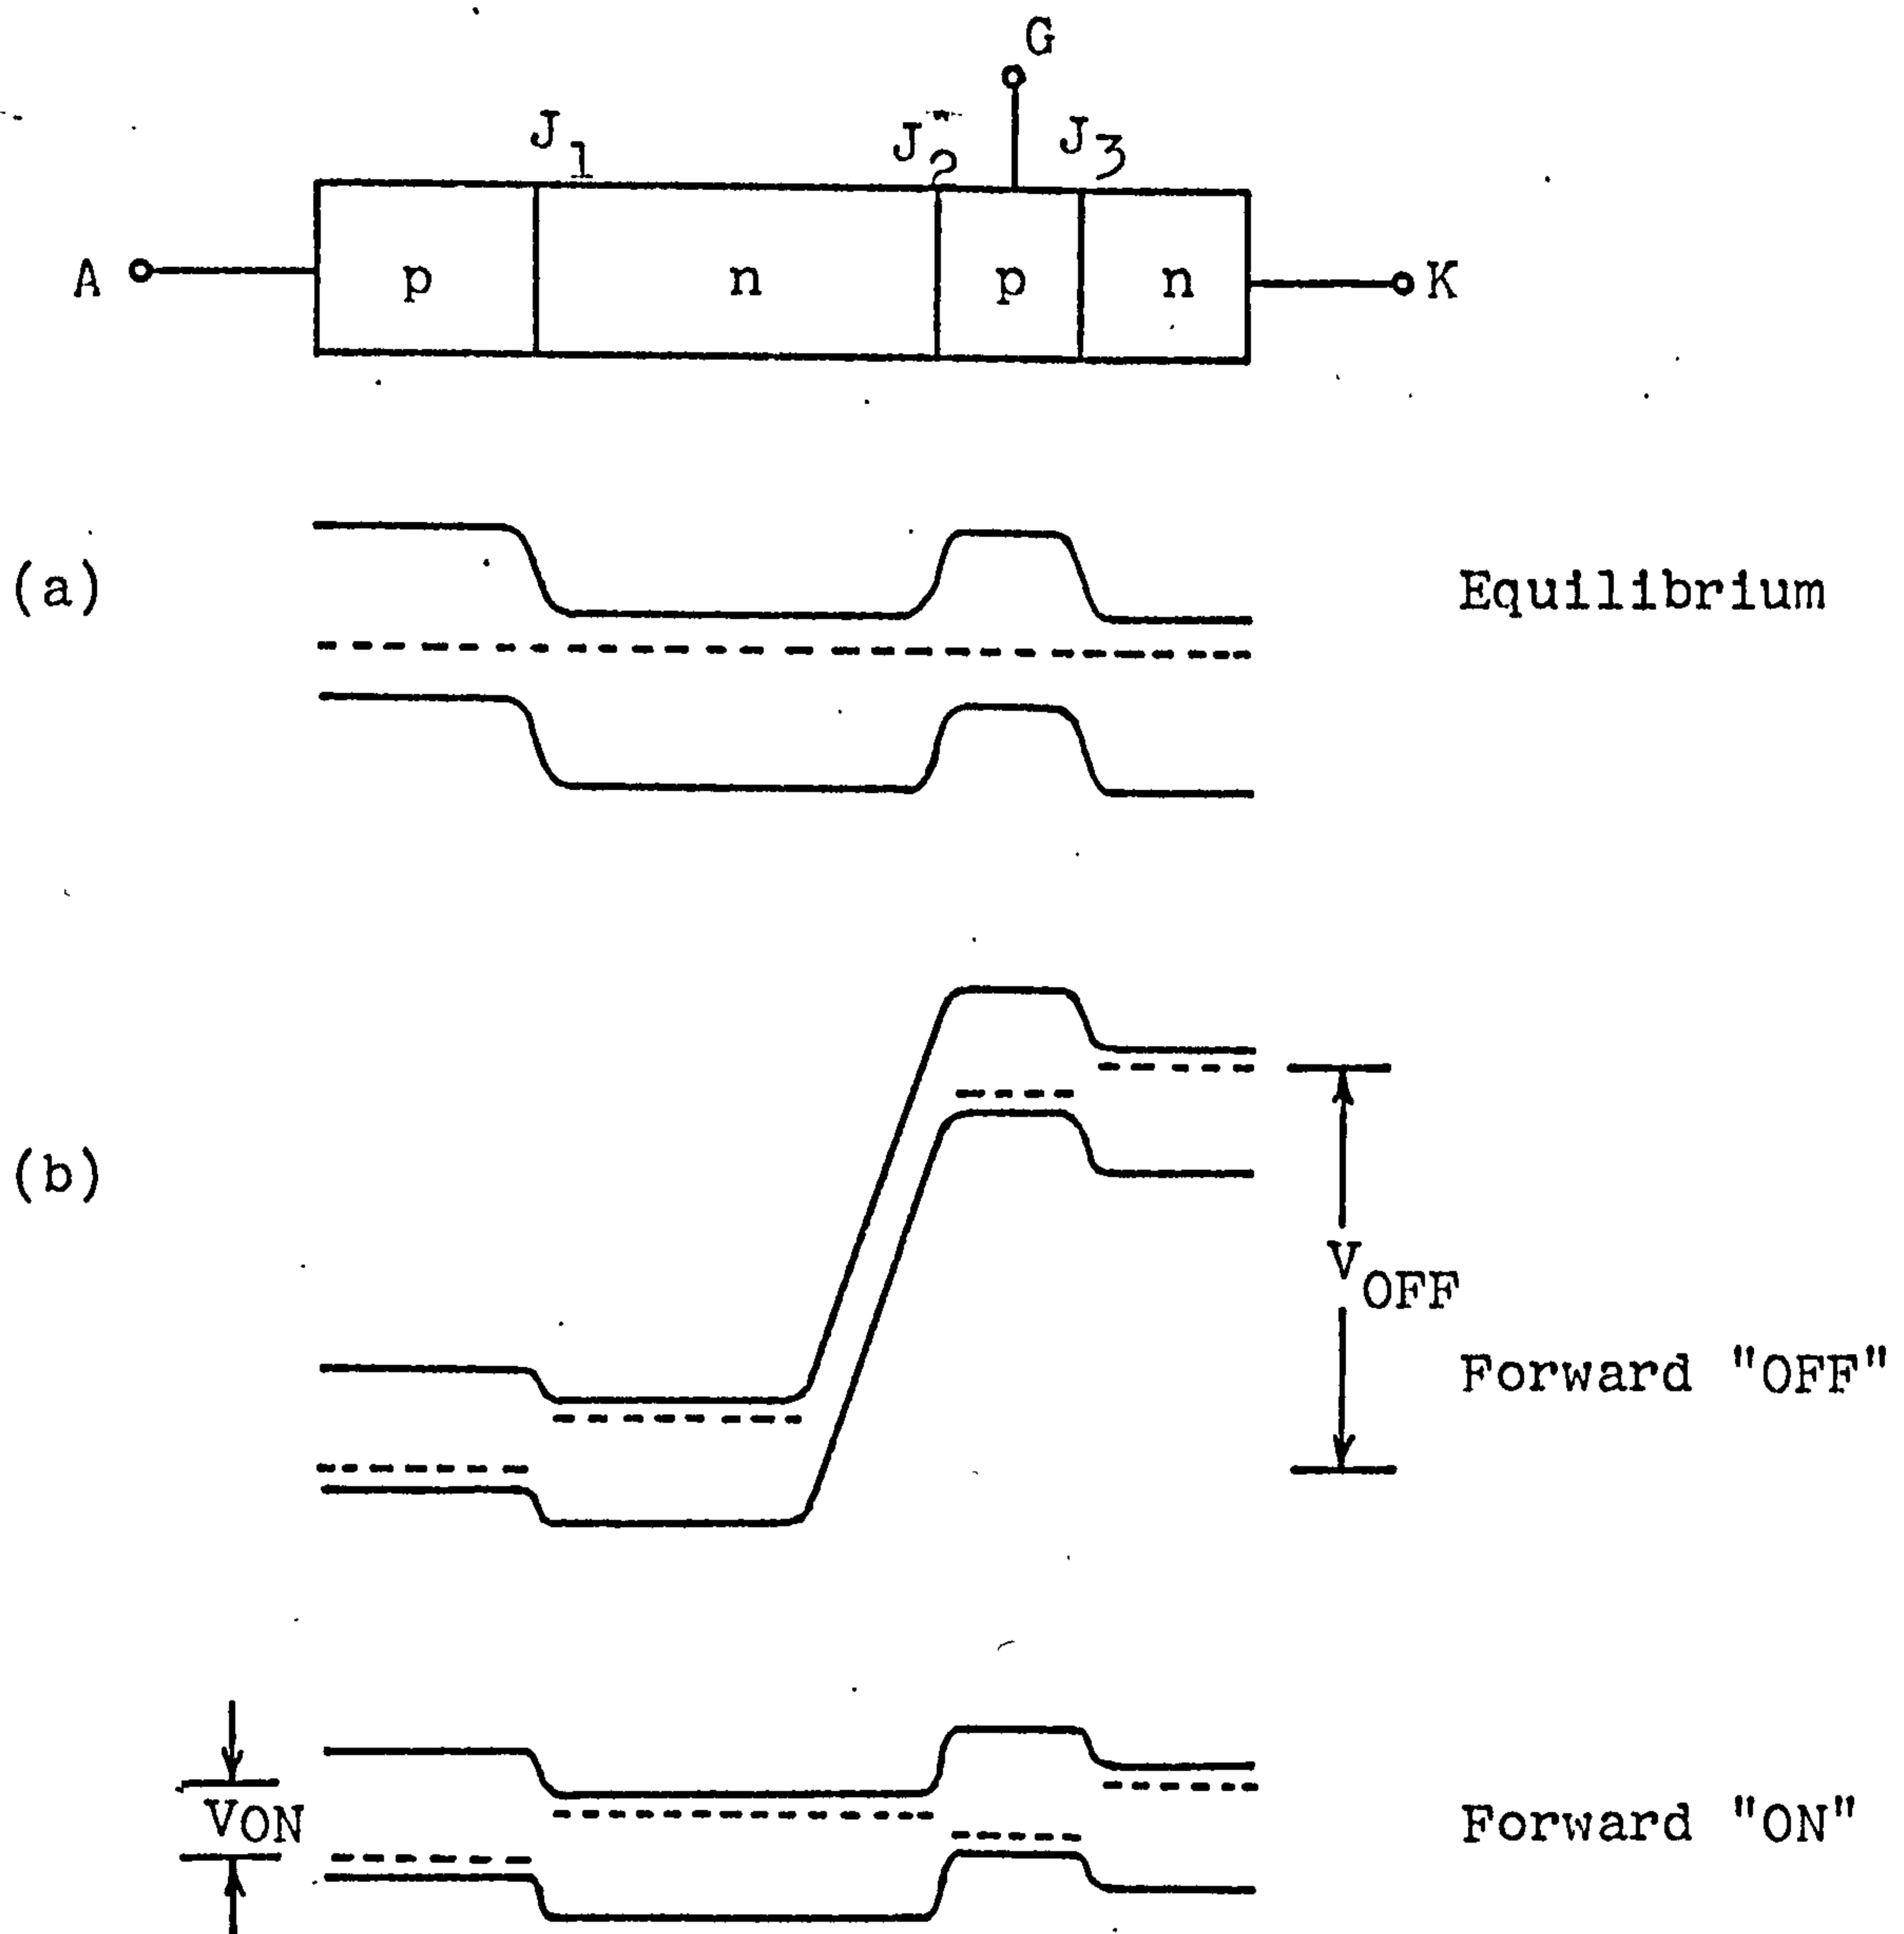 G
J1 J2 J3
A p n p n K
(a) Equilibrium
(b)
VOFF
Forward "OFF"
VON
Forward "ON"